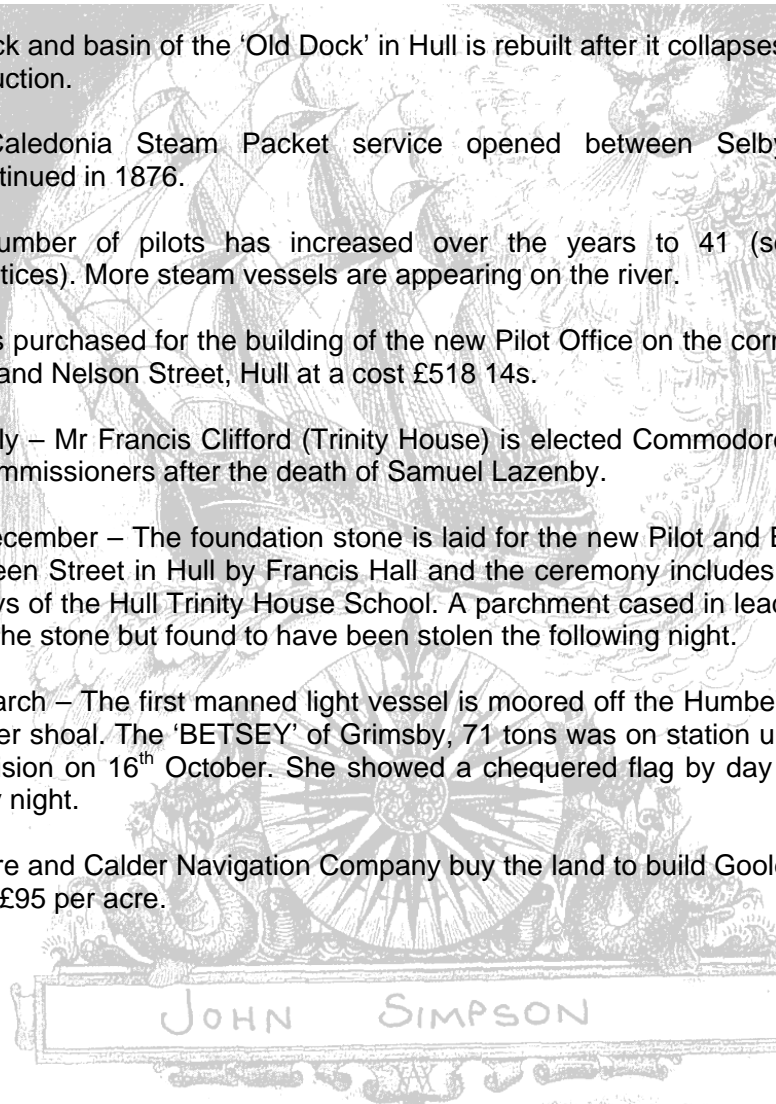 ck and basin of the ‘Old Dock’ in Hull is rebuilt after it collapses
uction.
Caledonia Steam Packet service opened between Selby
tinued in 1876.
umber of pilots has increased over the years to 41 (se
tices). More steam vessels are appearing on the river.
s purchased for the building of the new Pilot Office on the corn
and Nelson Street, Hull at a cost £518 14s.
ly – Mr Francis Clifford (Trinity House) is elected Commodore
ommissioners after the death of Samuel Lazenby.
ecember – The foundation stone is laid for the new Pilot and B
een Street in Hull by Francis Hall and the ceremony includes
ys of the Hull Trinity House School. A parchment cased in lead
the stone but found to have been stolen the following night.
arch – The first manned light vessel is moored off the Humber
er shoal. The ‘BETSEY’ of Grimsby, 71 tons was on station u
sion on 16th October. She showed a chequered flag by day
y night.
re and Calder Navigation Company buy the land to build Goole
£95 per acre.
JOHN SIMPSON